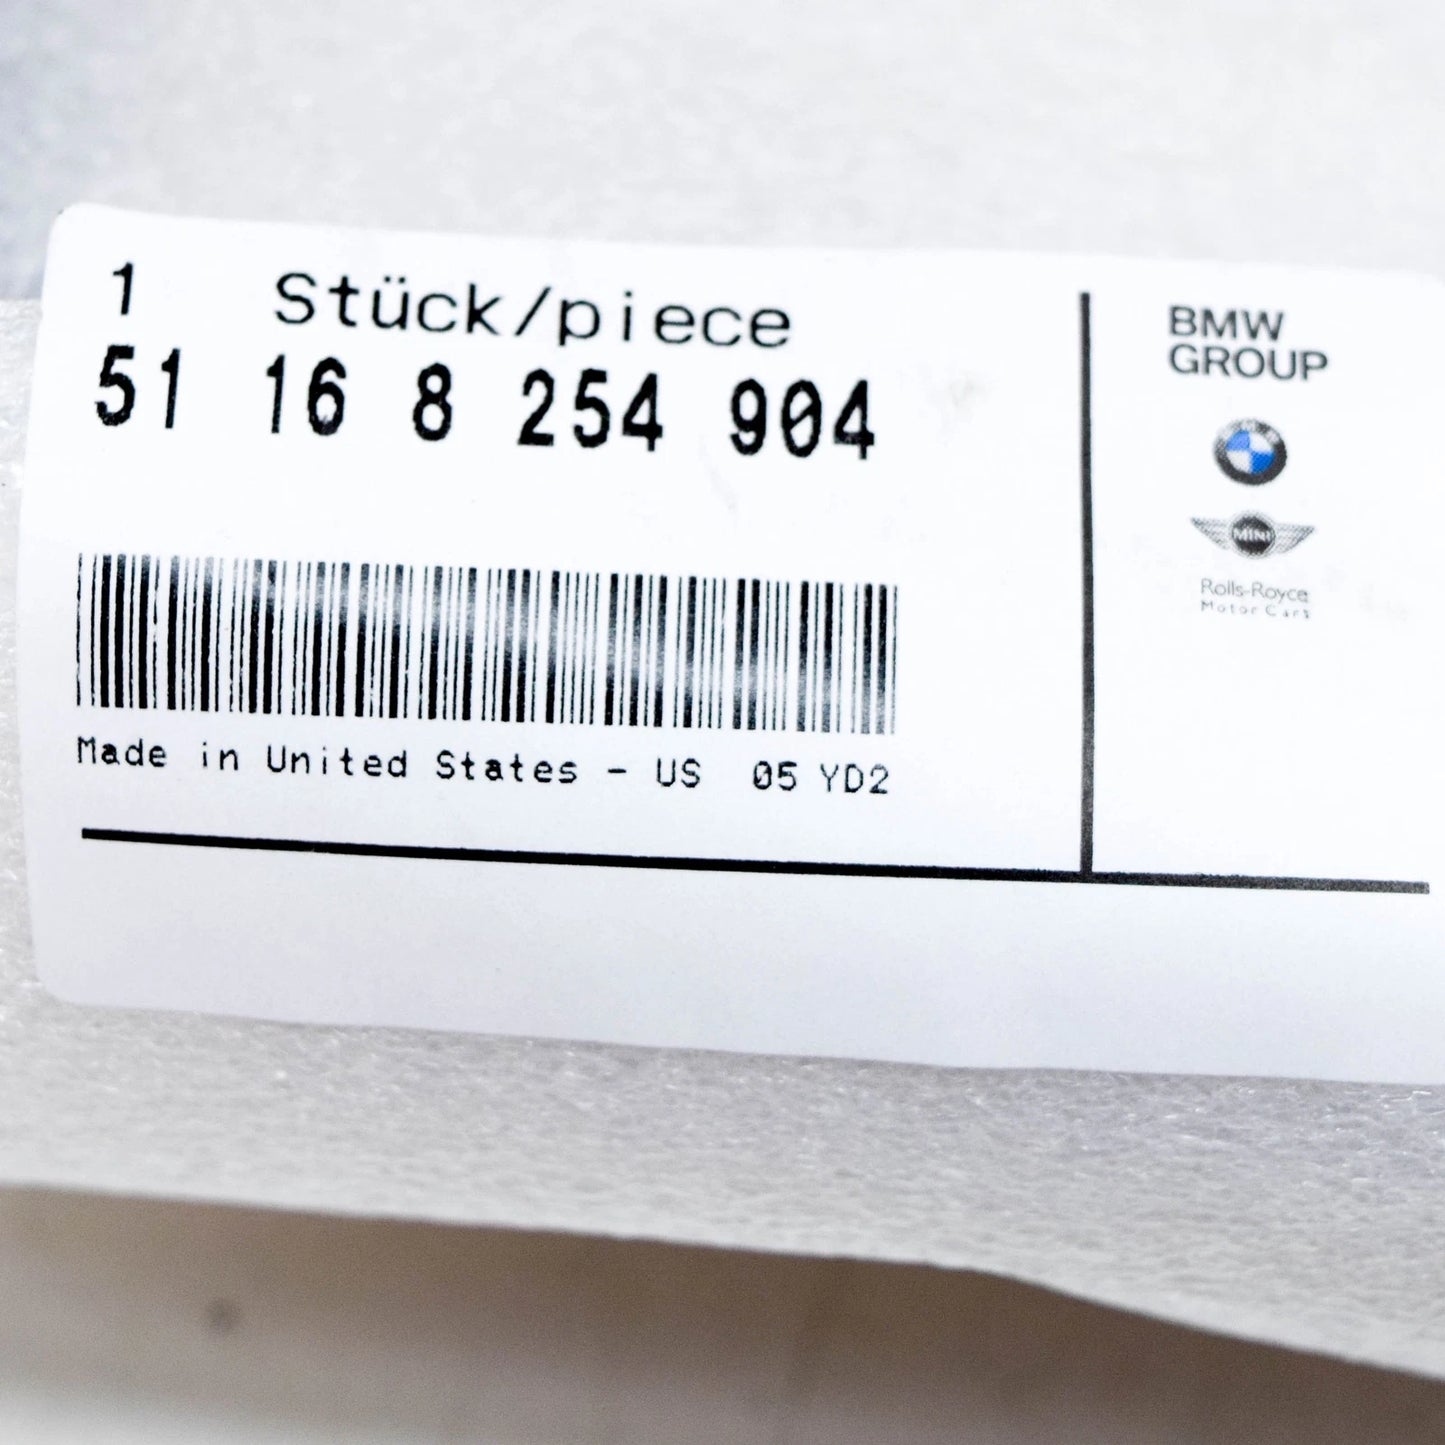 1 Stück/piece
51 16 8 254 904
Made in United States - US 05 YD2
BMW
GROUP
MINI
Rolls-Royce
Motor Cars